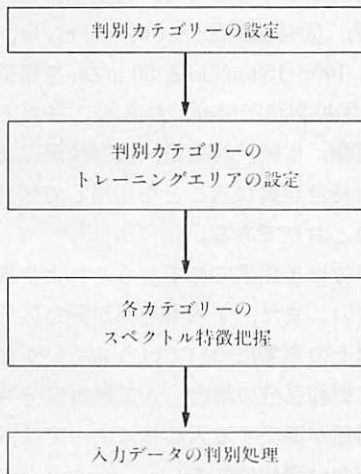 判別カテゴリーの設定
判別カテゴリーの
トレーニングエリアの設定
各カテゴリーの
スペクトル特徴把握
入力データの判別処理